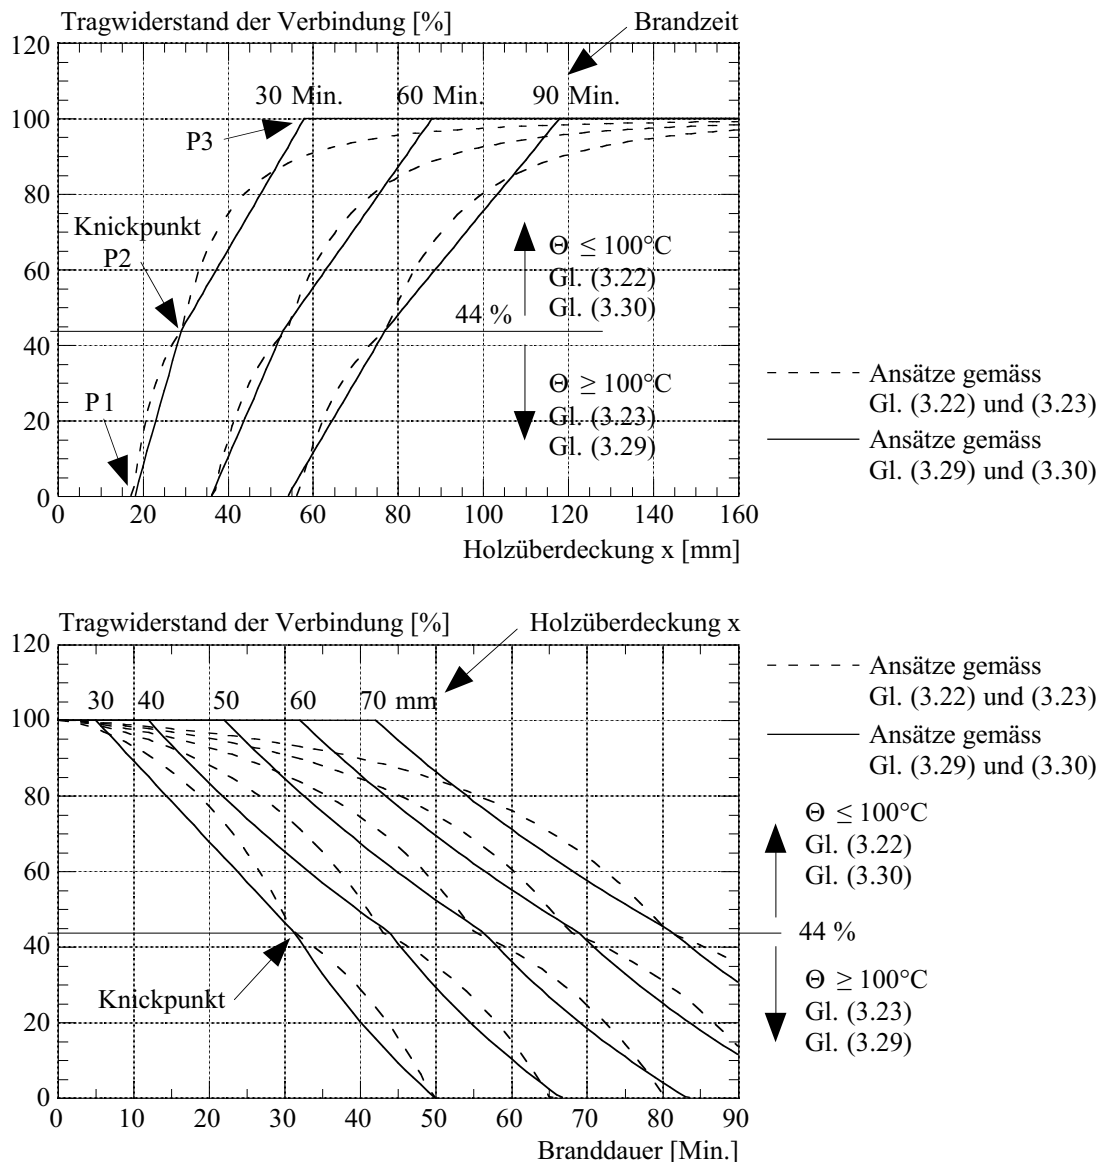 Tragwiderstand der Verbindung [%]
Brandzeit
120
100
80
60
40
20
0
30 Min.
60 Min.
90 Min.
P3
Knickpunkt
P2
P1
Θ ≤ 100°C
Gl. (3.22)
Gl. (3.30)
44 %
Θ ≥ 100°C
Gl. (3.23)
Gl. (3.29)
0 20 40 60 80 100 120 140 160
Holzüberdeckung x [mm]
Ansätze gemäss
Gl. (3.22) und (3.23)
Ansätze gemäss
Gl. (3.29) und (3.30)
Tragwiderstand der Verbindung [%]
Holzüberdeckung x
120
100
80
60
40
20
0
30 40 50 60 70 mm
Knickpunkt
0 10 20 30 40 50 60 70 80 90
Branddauer [Min.]
Ansätze gemäss
Gl. (3.22) und (3.23)
Ansätze gemäss
Gl. (3.29) und (3.30)
Θ ≤ 100°C
Gl. (3.22)
Gl. (3.30)
44 %
Θ ≥ 100°C
Gl. (3.23)
Gl. (3.29)